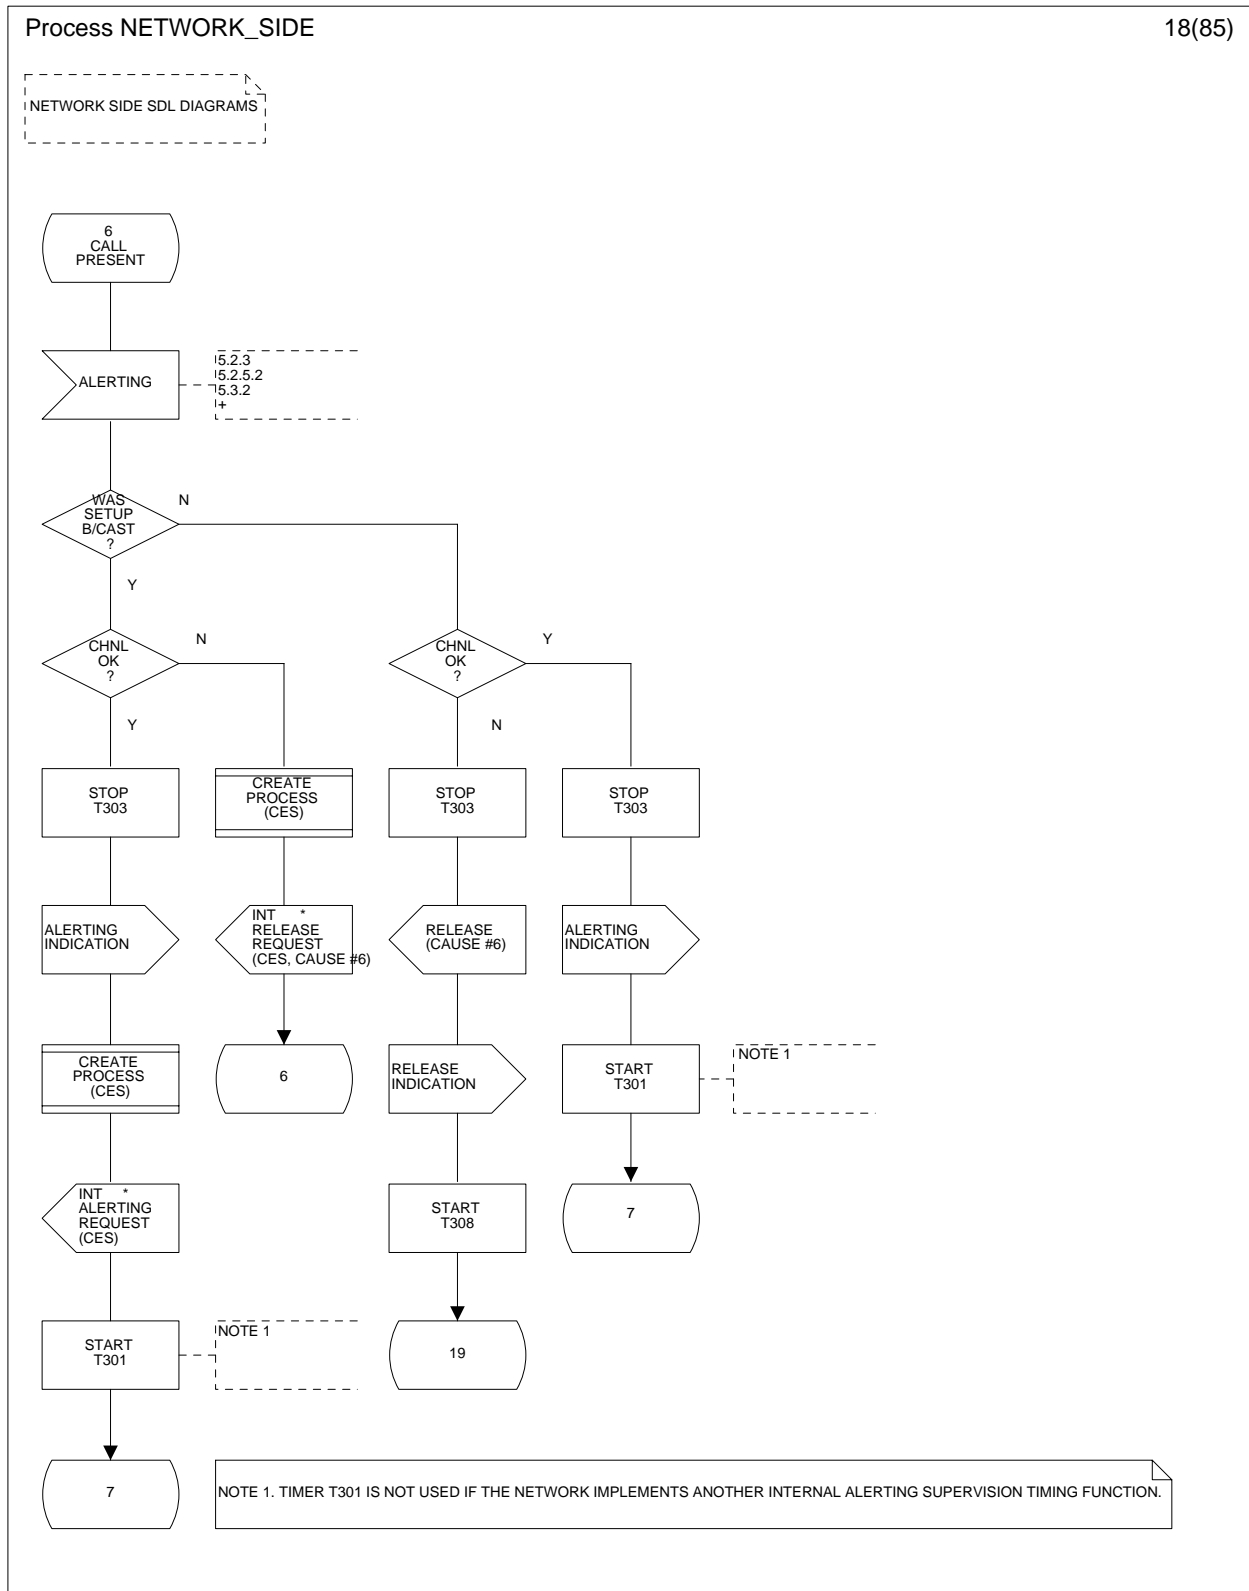 Process NETWORK_SIDE
18(85)
NETWORK SIDE SDL DIAGRAMS
6
CALL
PRESENT
ALERTING
5.2.3
5.2.5.2
5.3.2
+
WAS
SETUP
B/CAST
?
N
Y
CHNL
OK
?
N
CHNL
OK
?
Y
Y
N
STOP
T303
CREATE
PROCESS
(CES)
STOP
T303
STOP
T303
ALERTING
INDICATION
INT *
RELEASE
REQUEST
(CES, CAUSE #6)
RELEASE
(CAUSE #6)
ALERTING
INDICATION
CREATE
PROCESS
(CES)
6
RELEASE
INDICATION
START
T301
NOTE 1
INT *
ALERTING
REQUEST
(CES)
START
T308
7
START
T301
NOTE 1
19
7
NOTE 1. TIMER T301 IS NOT USED IF THE NETWORK IMPLEMENTS ANOTHER INTERNAL ALERTING SUPERVISION TIMING FUNCTION.